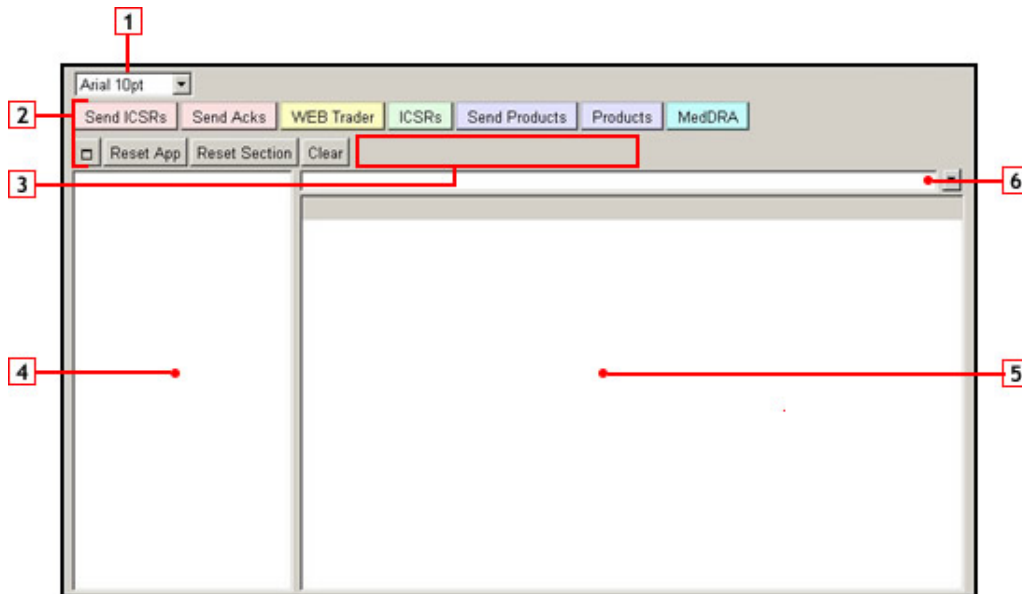 1
Arial 10pt
2
Send ICSRs Send Acks WEB Trader ICSRs Send Products Products MedDRA
Reset App Reset Section Clear
3
6
4
5